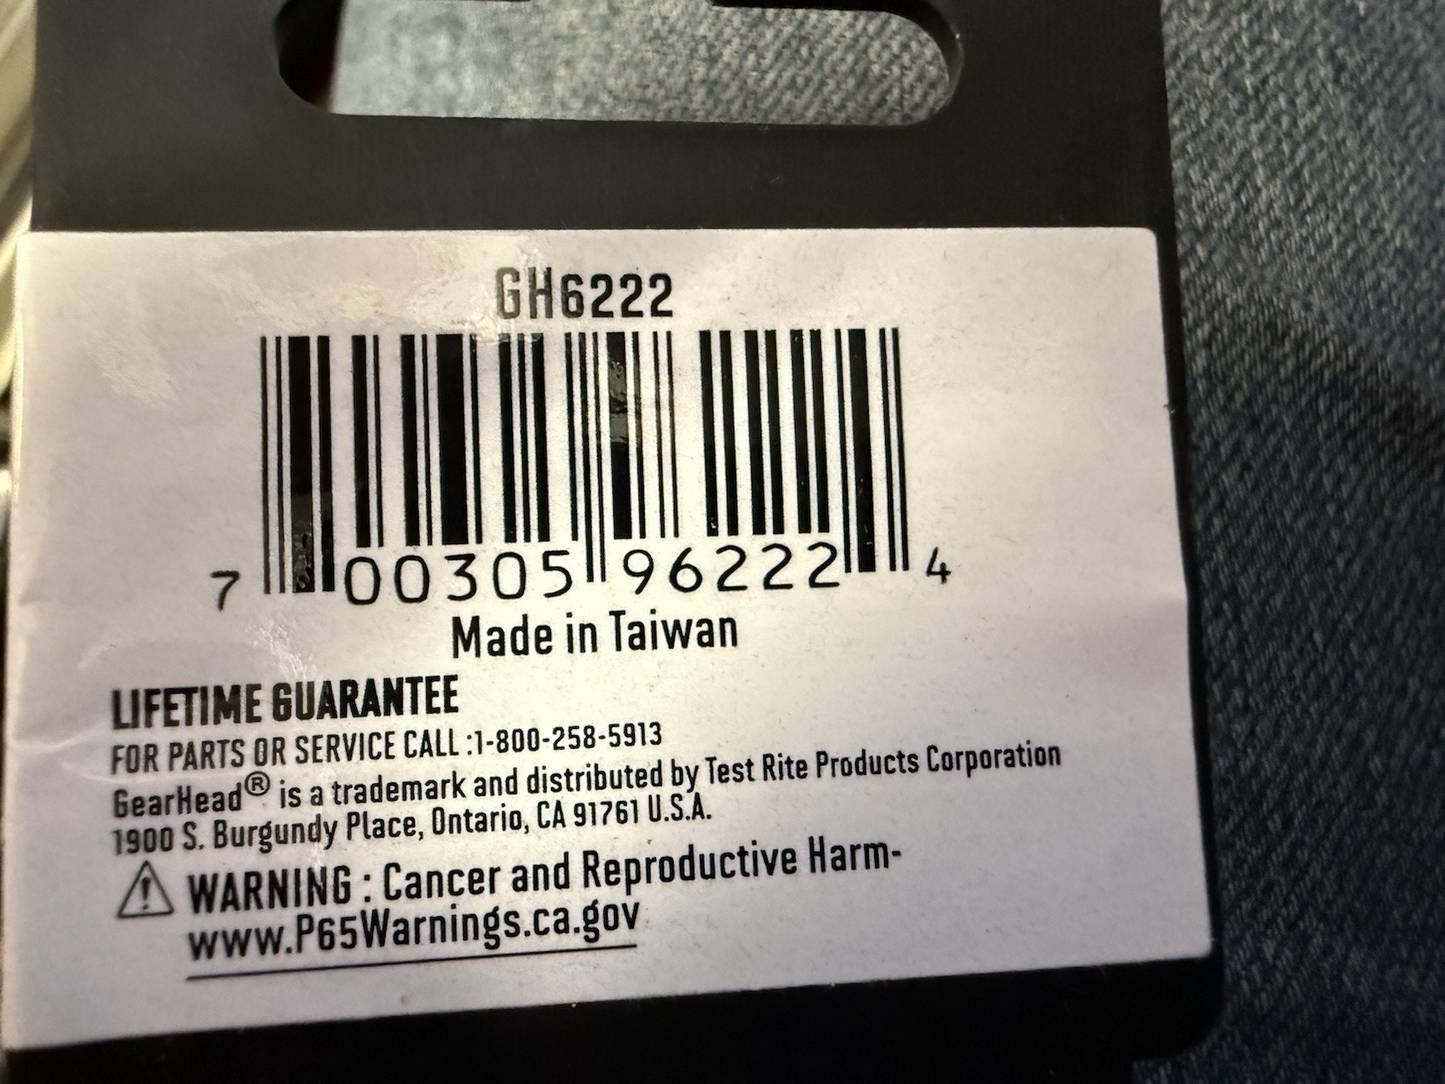 GH6222
7 00305 96222 4
Made in Taiwan
LIFETIME GUARANTEE
FOR PARTS OR SERVICE CALL :1-800-258-5913
GearHead® is a trademark and distributed by Test Rite Products Corporation
1900 S. Burgundy Place, Ontario, CA 91761 U.S.A.
⚠ WARNING : Cancer and Reproductive Harm-
www.P65Warnings.ca.gov